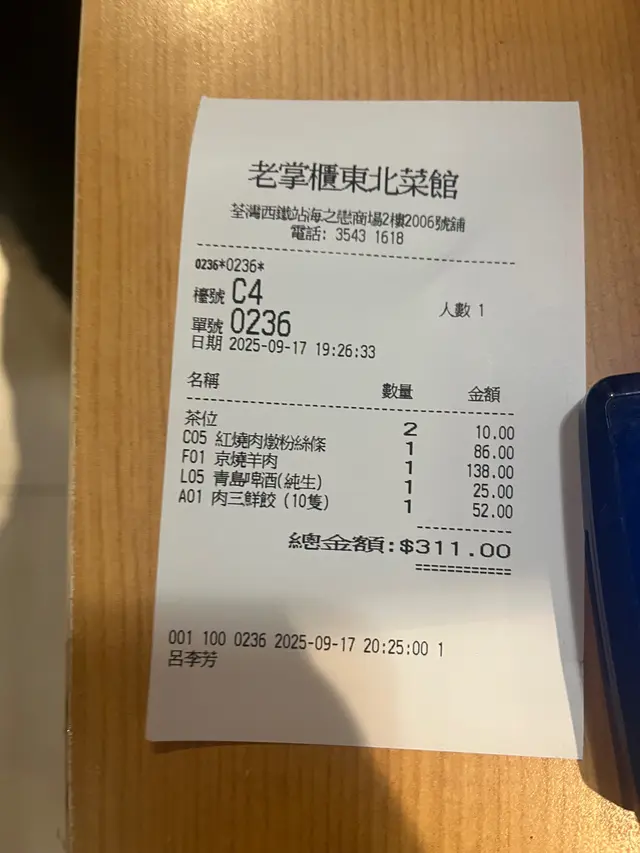 老掌櫃東北菜館
荃灣西鐵站海之戀商場2樓2006號舖
電話: 3543 1618
0236*0236*
檯號 C4 人數 1
單號 0236
日期 2025-09-17 19:26:33
名稱 數量 金額
茶位 2 10.00
C05 紅燒肉燉粉絲條 1 86.00
F01 京燒羊肉 1 138.00
L05 青島啤酒(純生) 1 25.00
A01 肉三鮮餃 (10隻) 1 52.00
總金額:$311.00
001 100 0236 2025-09-17 20:25:00 1
呂李芳